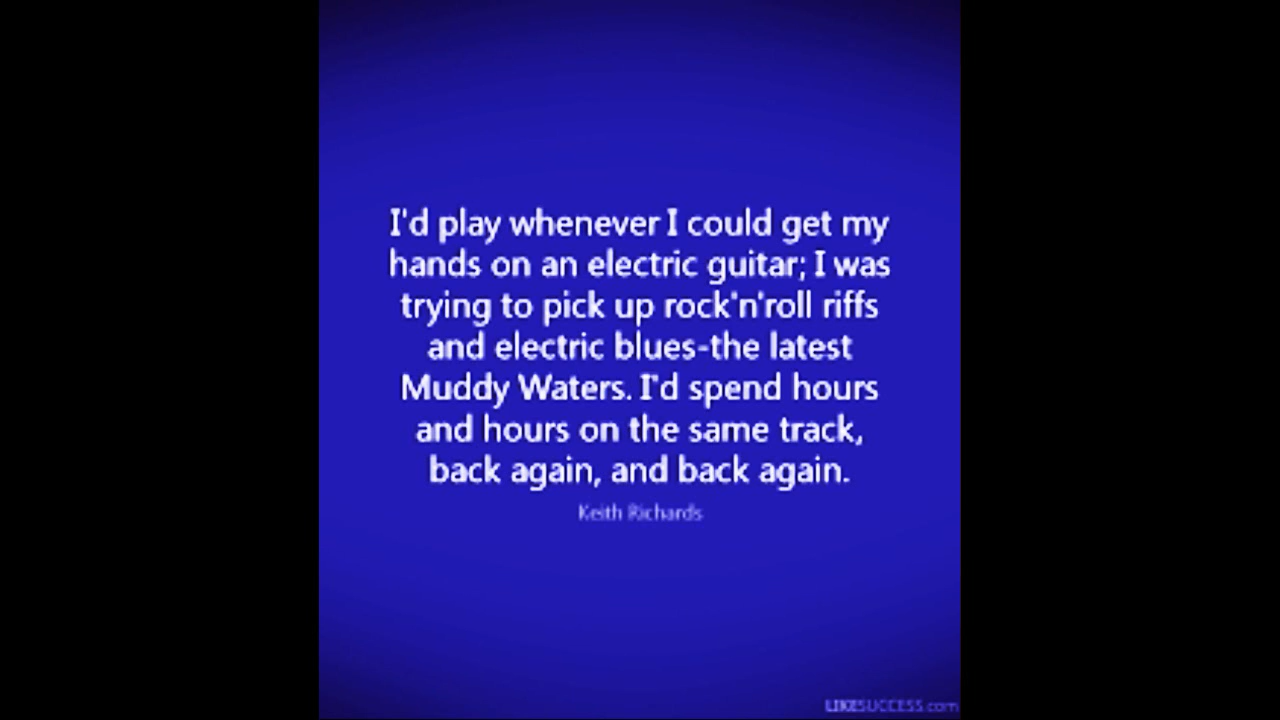 I'd play whenever I could get my
hands on an electric guitar; I was
trying to pick up rock'n'roll riffs
and electric blues-the latest
Muddy Waters. I'd spend hours
and hours on the same track,
back again, and back again.
Keith Richards
LIKESUCCESS.com